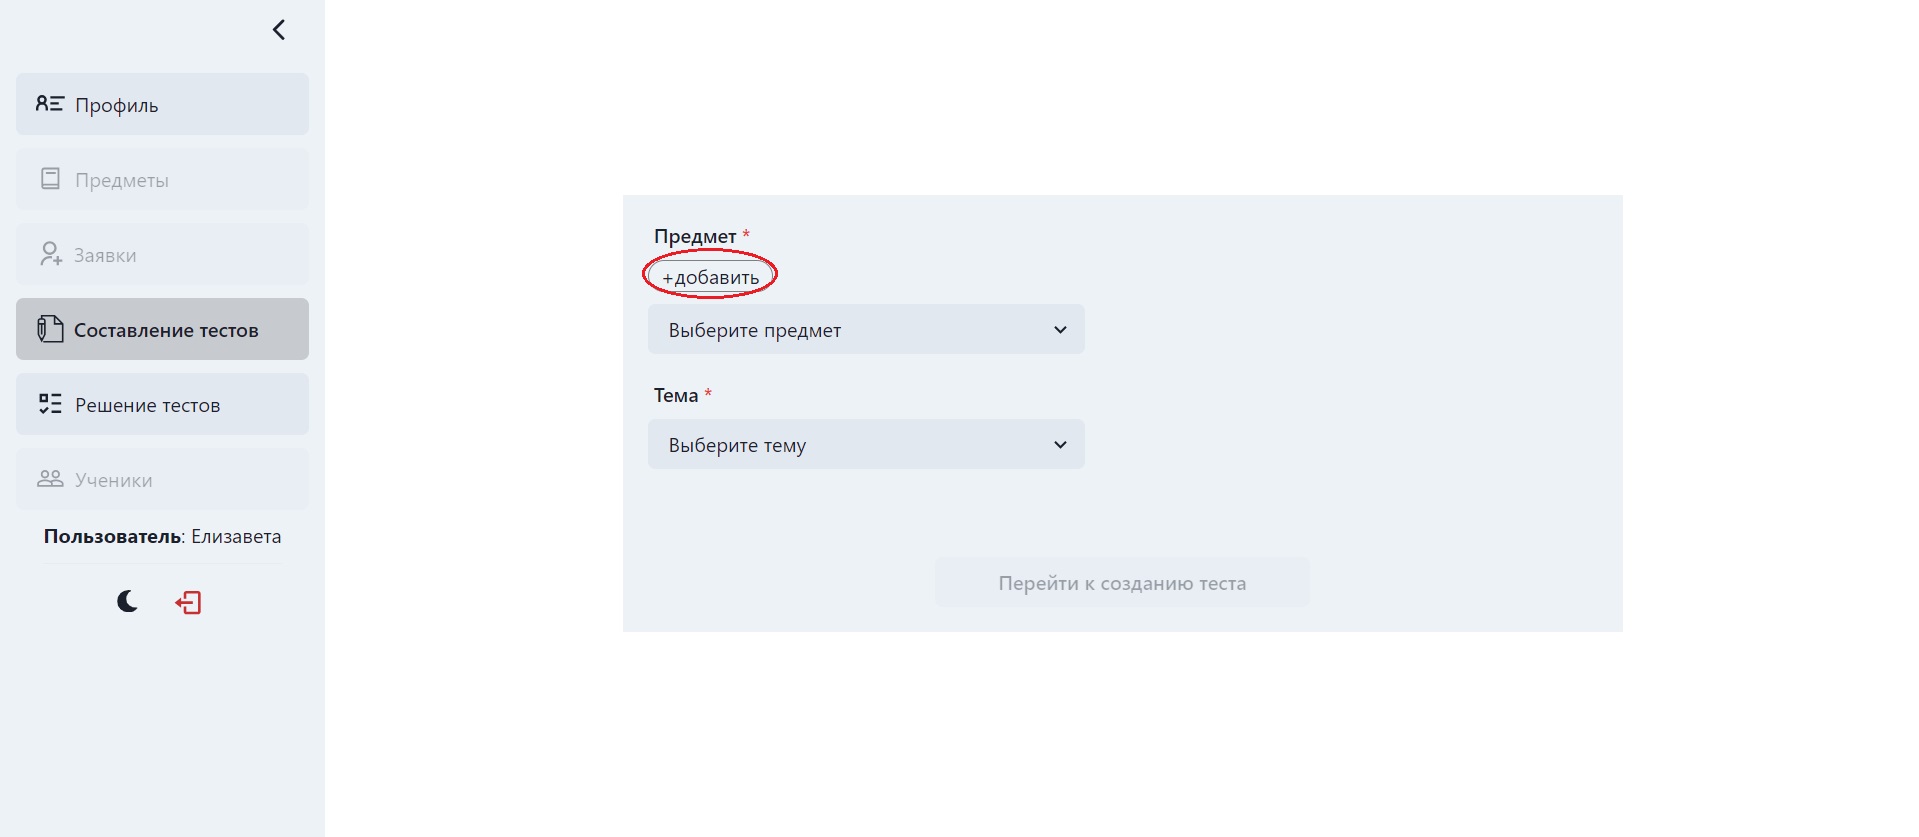 Профиль
Предметы
Заявки
Составление тестов
Решение тестов
Ученики
Пользователь: Елизавета
Предмет *
+добавить
Выберите предмет
Тема *
Выберите тему
Перейти к созданию теста